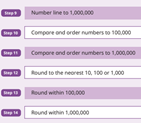 Step 9 Number line to 1,000,000
Step 10 Compare and order numbers to 100,000
Step 11 Compare and order numbers to 1,000,000
Step 12 Round to the nearest 10, 100 or 1,000
Step 13 Round within 100,000
Step 14 Round within 1,000,000